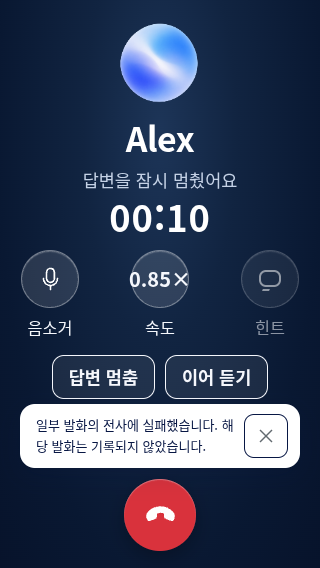 Alex
답변을 잠시 멈췄어요
00:10
0.85×
음소거
속도
힌트
답변 멈춤
이어 듣기
일부 발화의 전사에 실패했습니다. 해
당 발화는 기록되지 않았습니다.